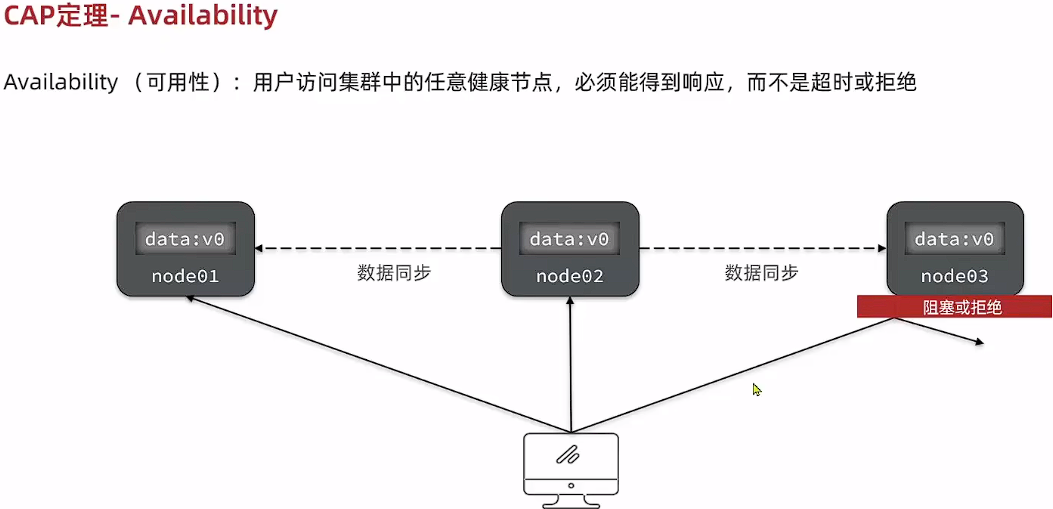 CAP定理- Availability
Availability （可用性）：用户访问集群中的任意健康节点，必须能得到响应，而不是超时或拒绝
data:v0
node01
数据同步
data:v0
node02
数据同步
data:v0
node03
阻塞或拒绝